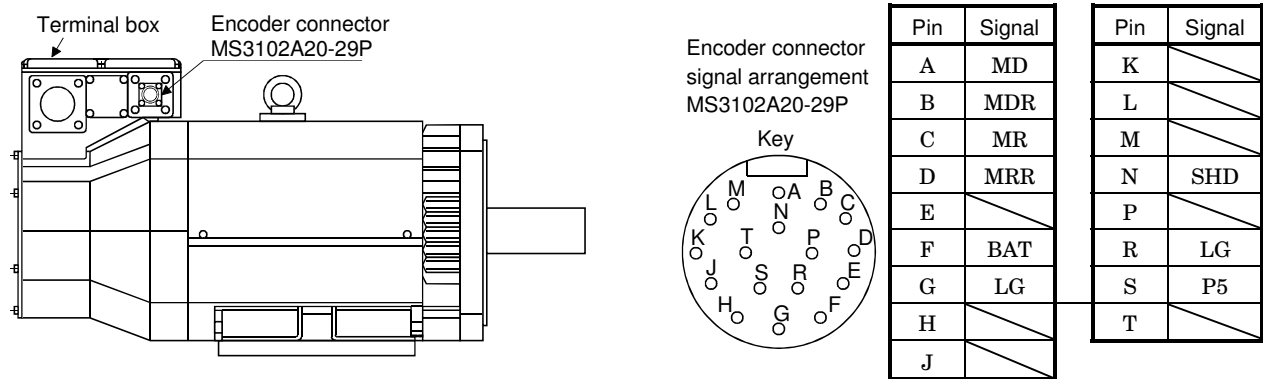 Terminal box
Encoder connector
MS3102A20-29P
Encoder connector
signal arrangement
MS3102A20-29P
Key
M A B
L N C
K T P D
J S R E
H G F
Pin Signal
A MD
B MDR
C MR
D MRR
E
F BAT
G LG
H
J
Pin Signal
K
L
M
N SHD
P
R LG
S P5
T